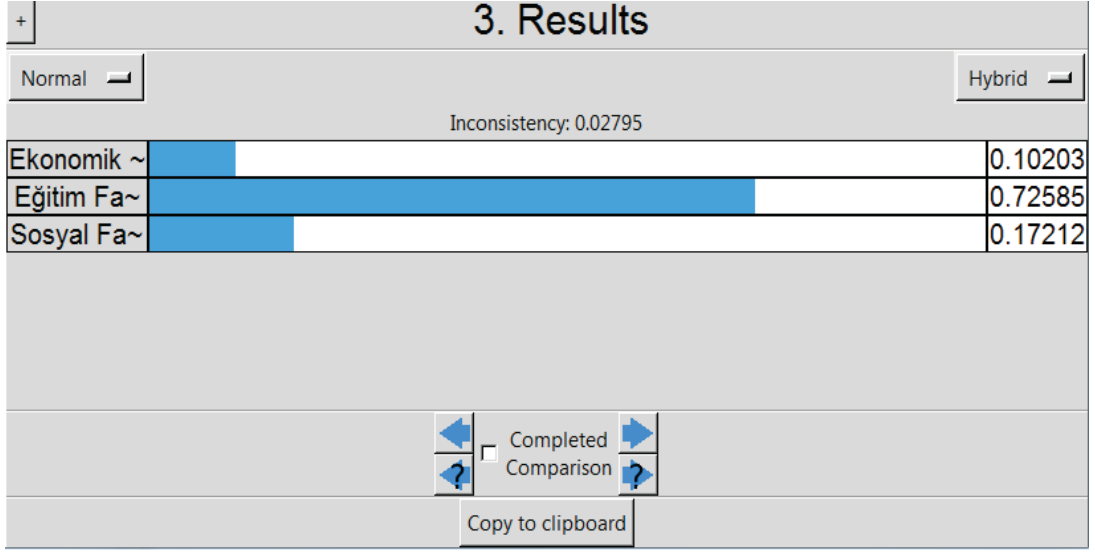 + 3. Results
Normal Hybrid
Inconsistency: 0.02795
Ekonomik ~ 0.10203
Eğitim Fa~ 0.72585
Sosyal Fa~ 0.17212
Completed
Comparison
? ?
Copy to clipboard